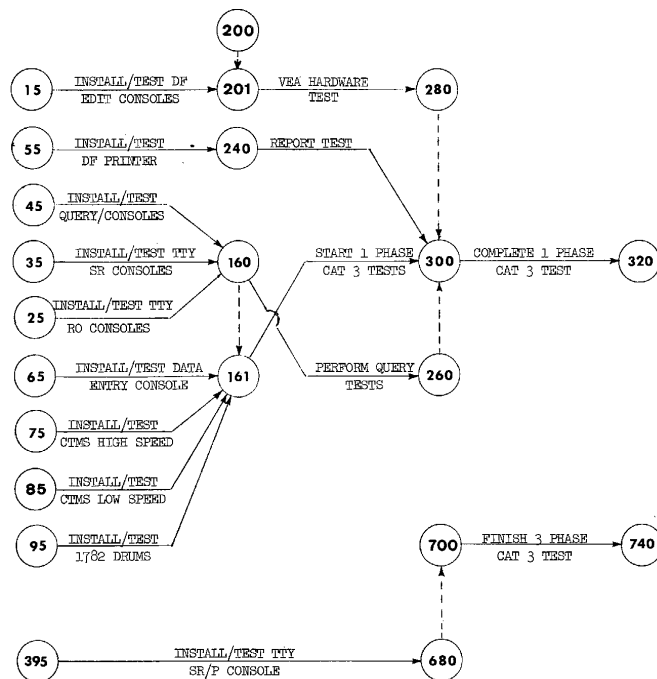 200
15 INSTALL/TEST DF EDIT CONSOLES 201 VEA HARDWARE TEST 280
55 INSTALL/TEST DF PRINTER 240 REPORT TEST
45 INSTALL/TEST QUERY/CONSOLES
35 INSTALL/TEST TTY SR CONSOLES 160 START 1 PHASE CAT 3 TESTS 300 COMPLETE 1 PHASE CAT 3 TEST 320
25 INSTALL/TEST TTY RO CONSOLES
65 INSTALL/TEST DATA ENTRY CONSOLE 161 PERFORM QUERY TESTS 260
75 INSTALL/TEST CTMS HIGH SPEED
85 INSTALL/TEST CTMS LOW SPEED
95 INSTALL/TEST 1782 DRUMS 700 FINISH 3 PHASE CAT 3 TEST 740
395 INSTALL/TEST TTY SR/P CONSOLE 680